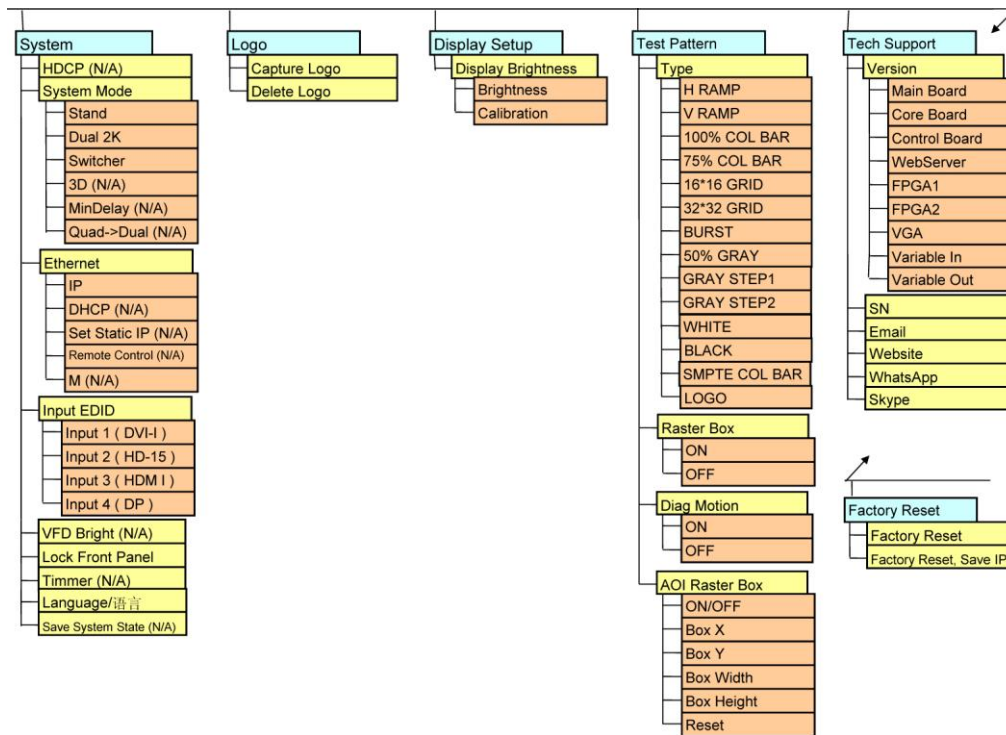 System
HDCP (N/A)
System Mode
Stand
Dual 2K
Switcher
3D (N/A)
MinDelay (N/A)
Quad->Dual (N/A)
Ethernet
IP
DHCP (N/A)
Set Static IP (N/A)
Remote Control (N/A)
M (N/A)
Input EDID
Input 1 ( DVI-I )
Input 2 ( HD-15 )
Input 3 ( HDM I )
Input 4 ( DP )
VFD Bright (N/A)
Lock Front Panel
Timmer (N/A)
Language/语言
Save System State (N/A)
Logo
Capture Logo
Delete Logo
Display Setup
Display Brightness
Brightness
Calibration
Test Pattern
Type
H RAMP
V RAMP
100% COL BAR
75% COL BAR
16*16 GRID
32*32 GRID
BURST
50% GRAY
GRAY STEP1
GRAY STEP2
WHITE
BLACK
SMPTE COL BAR
LOGO
Raster Box
ON
OFF
Diag Motion
ON
OFF
AOI Raster Box
ON/OFF
Box X
Box Y
Box Width
Box Height
Reset
Tech Support
Version
Main Board
Core Board
Control Board
WebServer
FPGA1
FPGA2
VGA
Variable In
Variable Out
SN
Email
Website
WhatsApp
Skype
Factory Reset
Factory Reset
Factory Reset, Save IP